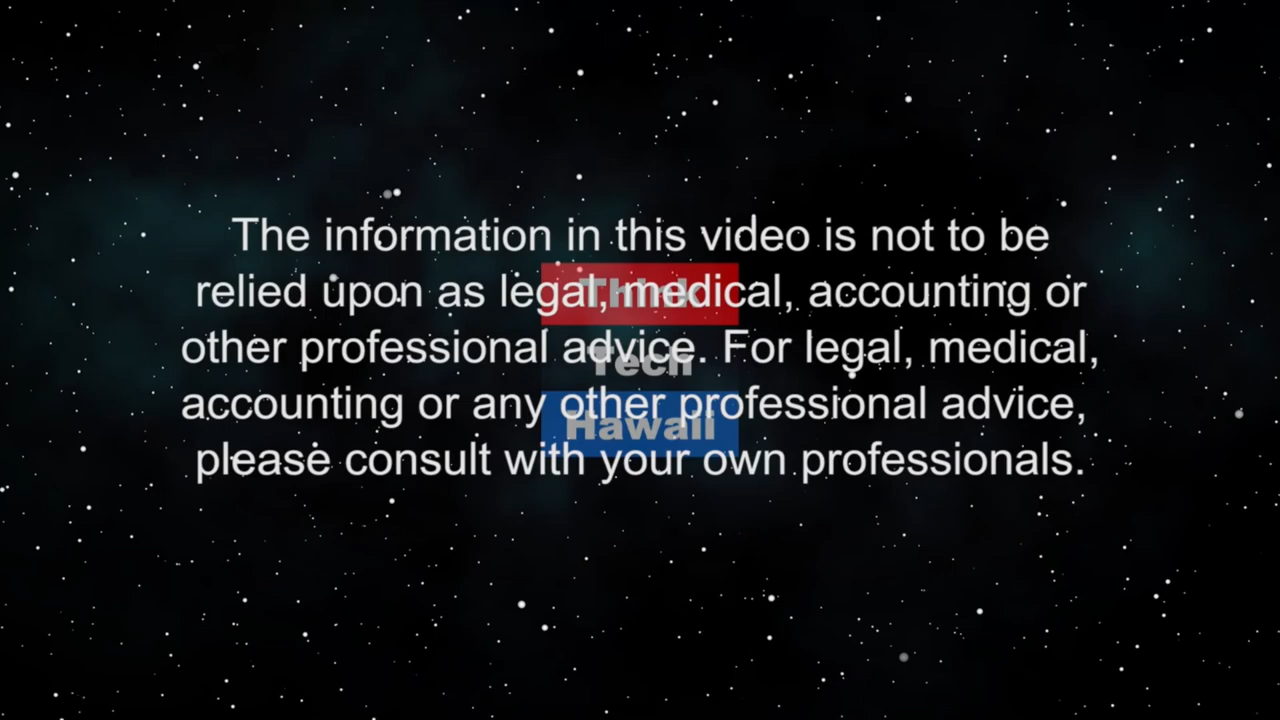 The information in this video is not to be
relied upon as legal, medical, accounting or
other professional advice. For legal, medical,
accounting or any other professional advice,
please consult with your own professionals.
Think
Tech
Hawaii